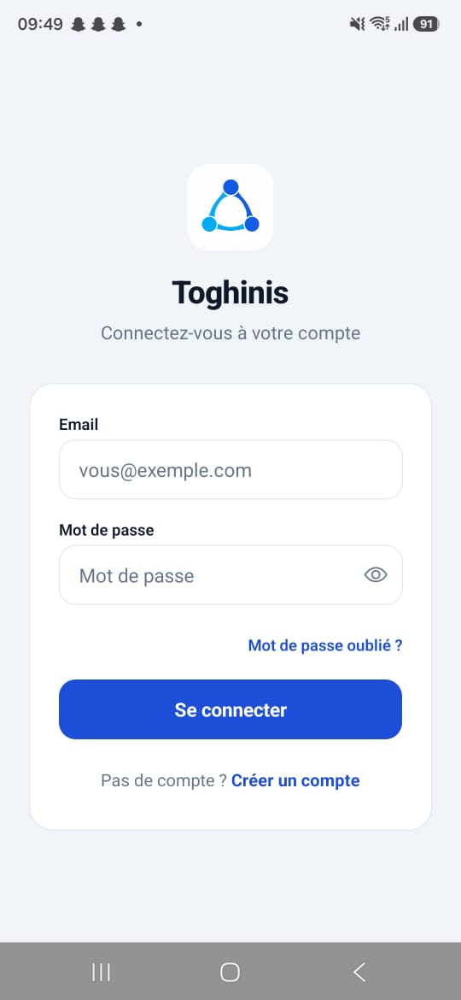 09:49
91
Toghinis
Connectez-vous à votre compte
Email
vous@exemple.com
Mot de passe
Mot de passe
Mot de passe oublié ?
Se connecter
Pas de compte ? Créer un compte